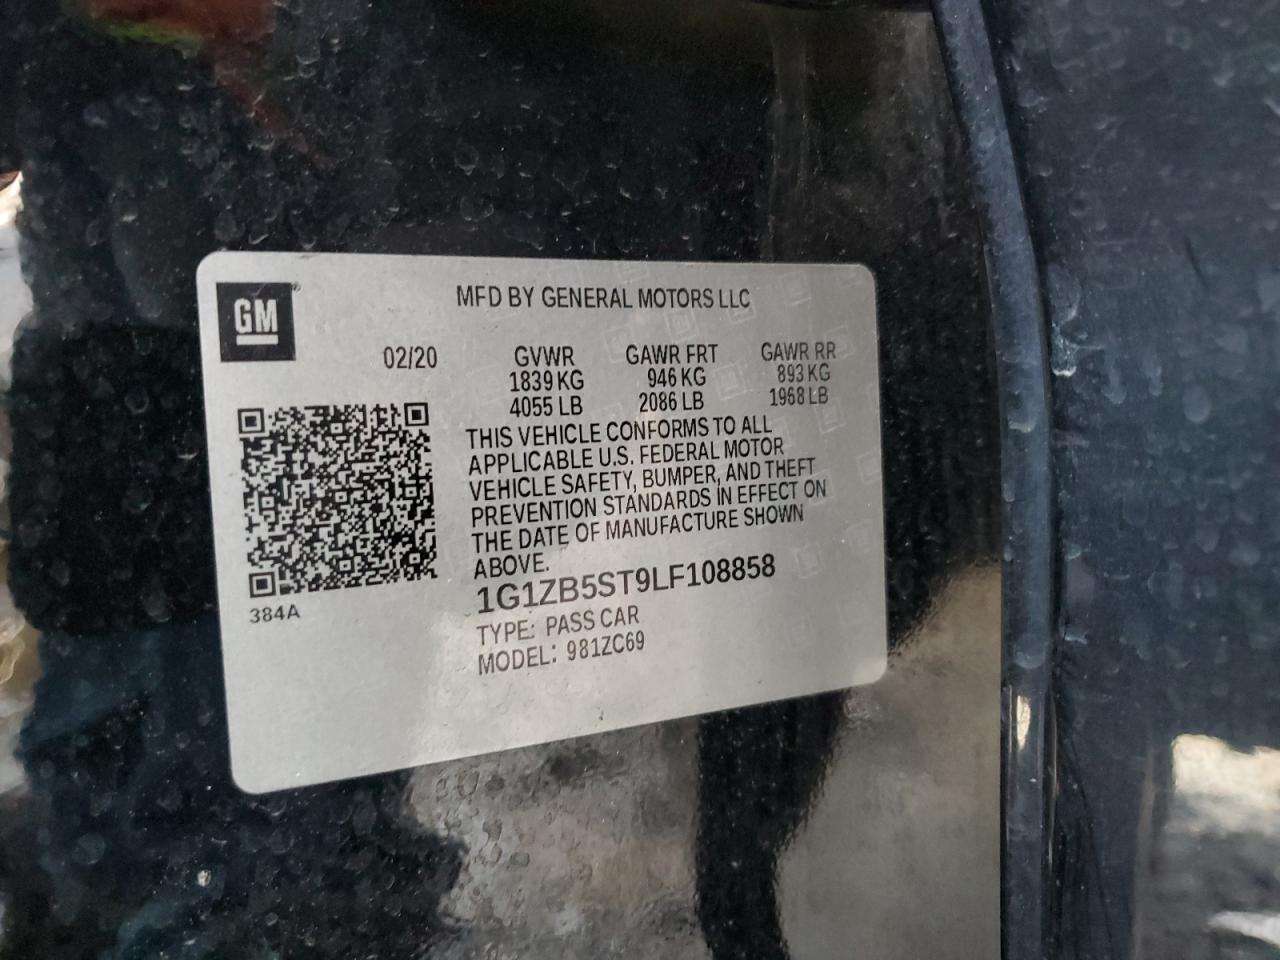 GM
MFD BY GENERAL MOTORS LLC
02/20 GVWR GAWR FRT GAWR RR
1839 KG 946 KG 893 KG
4055 LB 2086 LB 1968 LB
THIS VEHICLE CONFORMS TO ALL
APPLICABLE U.S. FEDERAL MOTOR
VEHICLE SAFETY, BUMPER, AND THEFT
PREVENTION STANDARDS IN EFFECT ON
THE DATE OF MANUFACTURE SHOWN
ABOVE.
1G1ZB5ST9LF108858
384A
TYPE: PASS CAR
MODEL: 981ZC69